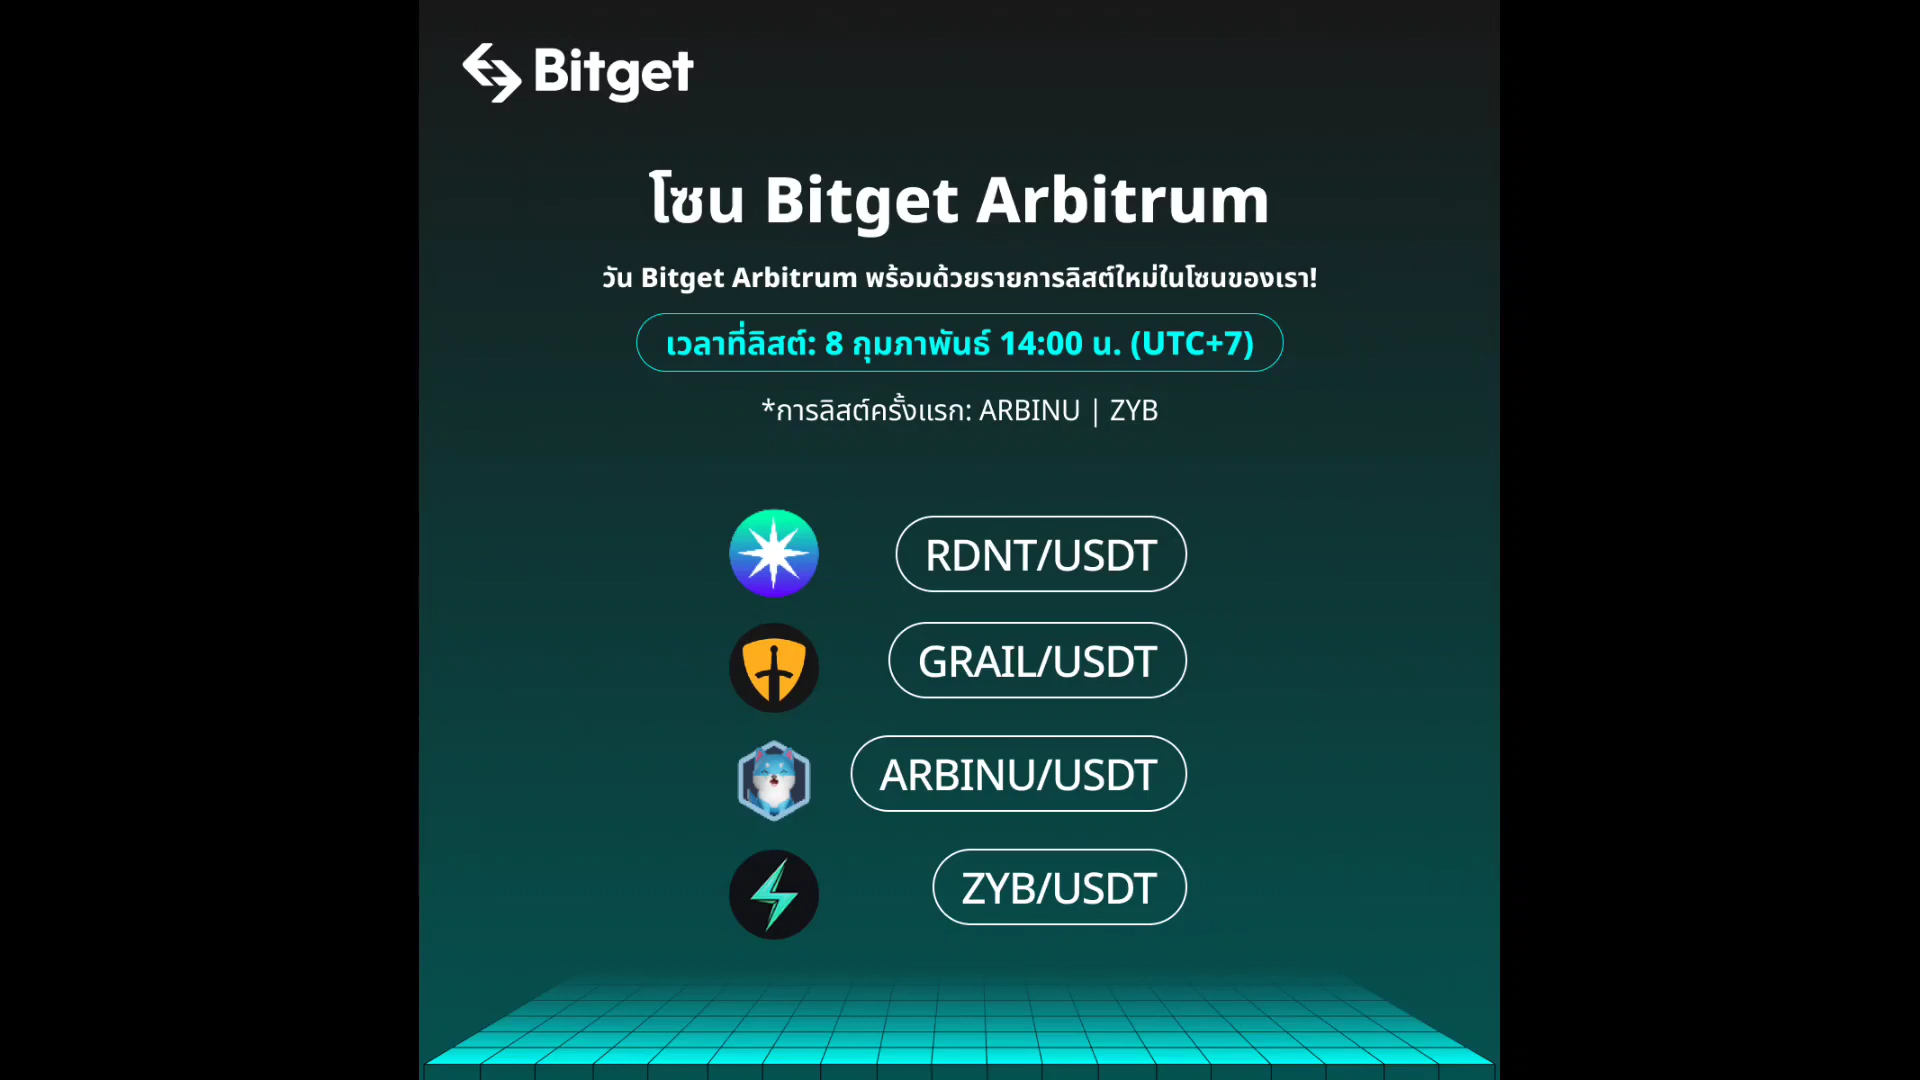 Bitget
โซน Bitget Arbitrum
วัน Bitget Arbitrum พร้อมด้วยรายการลิสต์ใหม่ในโซนของเรา!
เวลาที่ลิสต์: 8 กุมภาพันธ์ 14:00 น. (UTC+7)
*การลิสต์ครั้งแรก: ARBINU | ZYB
RDNT/USDT
GRAIL/USDT
ARBINU/USDT
ZYB/USDT